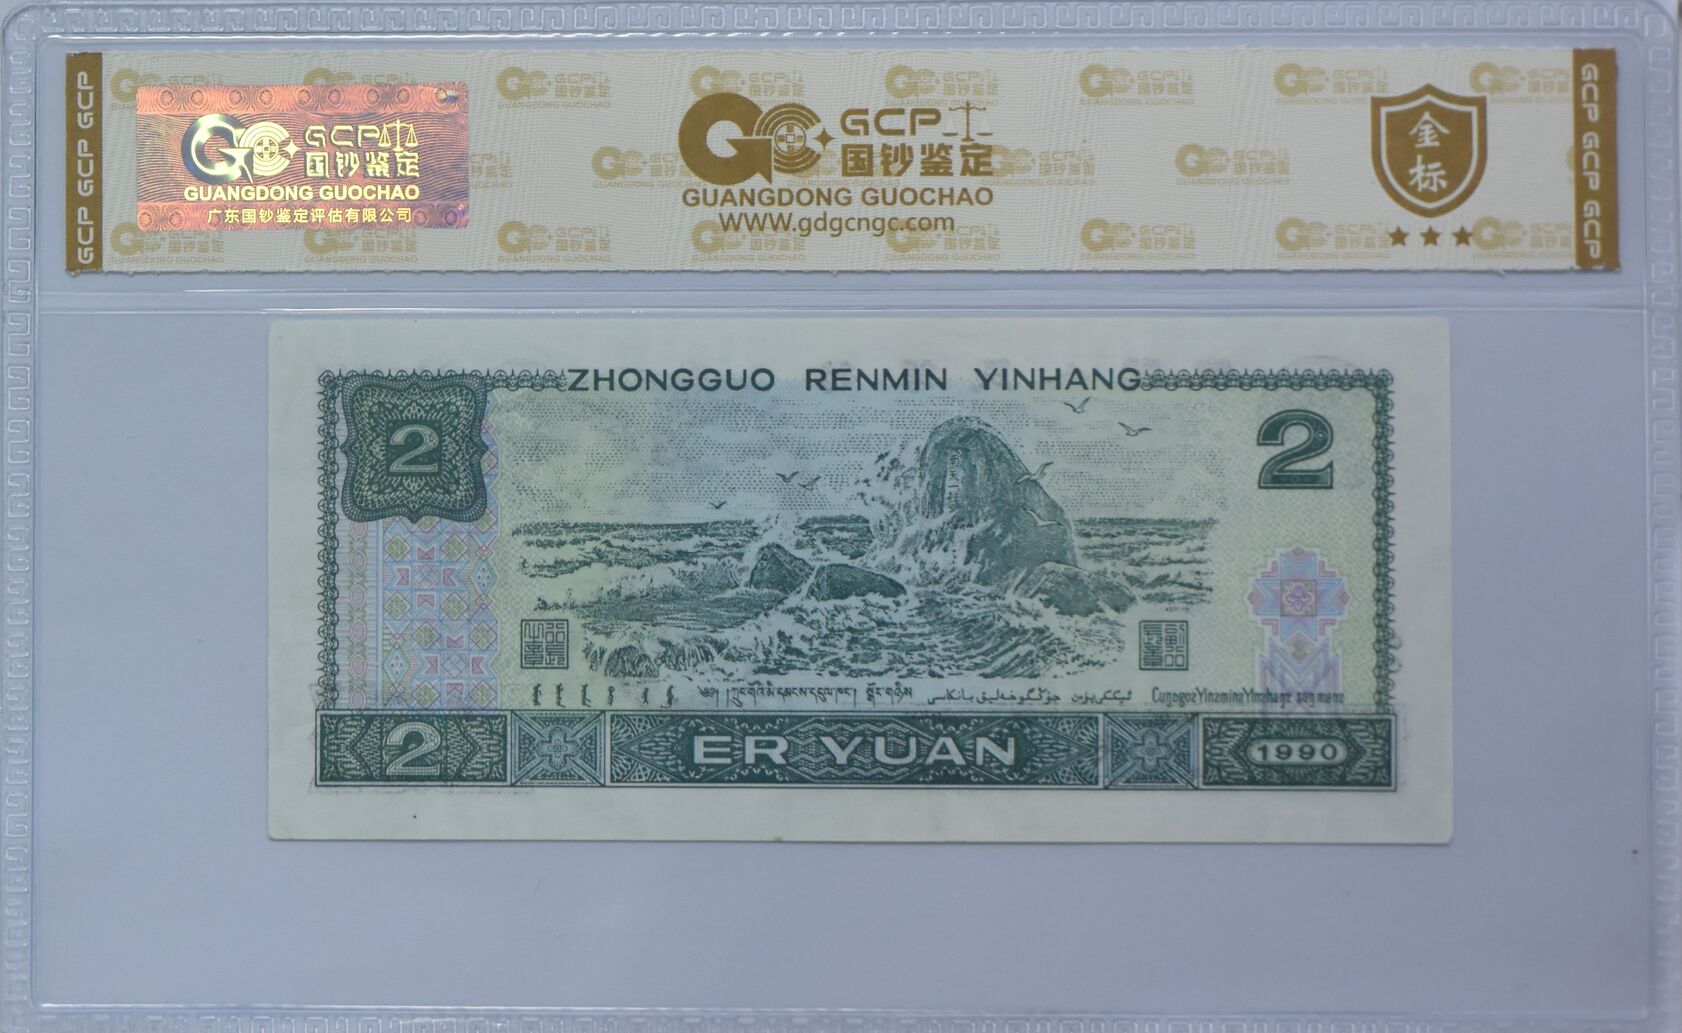 GCP GCP GCP
GCP
国钞鉴定
GUANGDONG GUOCHAO
广东国钞鉴定评估有限公司
GCP
国钞鉴定
GUANGDONG GUOCHAO
WWW.gdgcngc.com
金标
GCP GCP GCP
ZHONGGUO RENMIN YINHANG
2
2
2
ER YUAN
1990